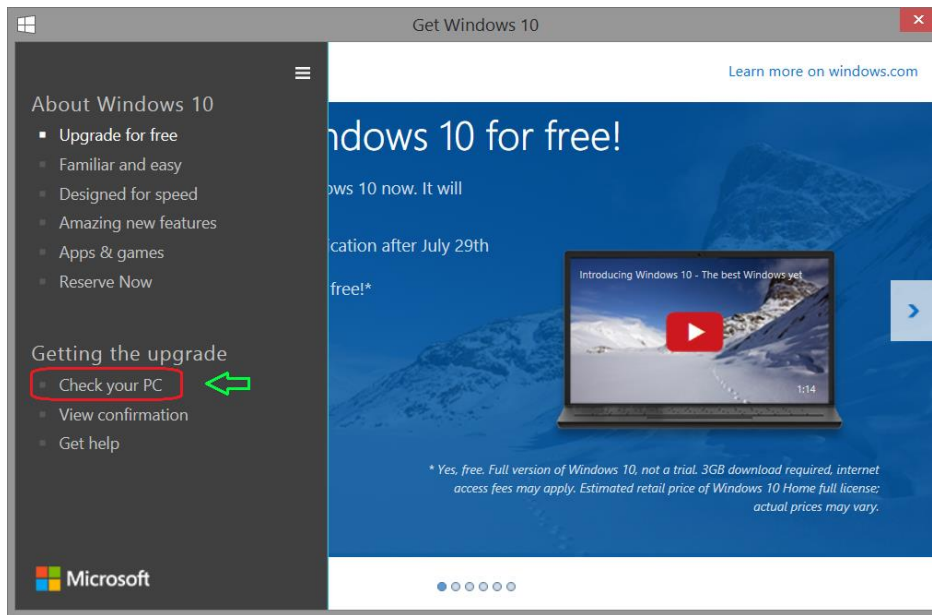 Get Windows 10
Learn more on windows.com
About Windows 10
Upgrade for free
Familiar and easy
Designed for speed
Amazing new features
Apps & games
Reserve Now
Getting the upgrade
Check your PC
View confirmation
Get help
Microsoft
ndows 10 for free!
ows 10 now. It will
cation after July 29th
free!*
Introducing Windows 10 - The best Windows yet
1:14
* Yes, free. Full version of Windows 10, not a trial. 3GB download required, internet
access fees may apply. Estimated retail price of Windows 10 Home full license;
actual prices may vary.